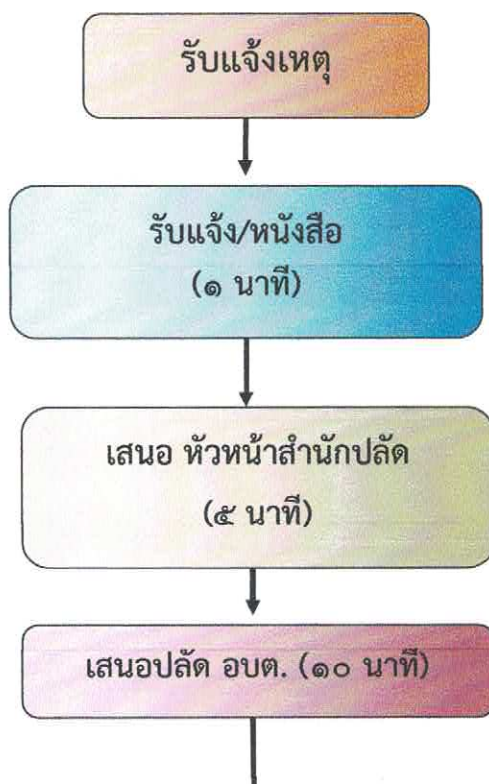 รับแจ้งเหตุ
รับแจ้ง/หนังสือ
(๑ นาที)
เสนอ หัวหน้าสำนักปลัด
(๕ นาที)
เสนอปลัด อบต. (๑๐ นาที)